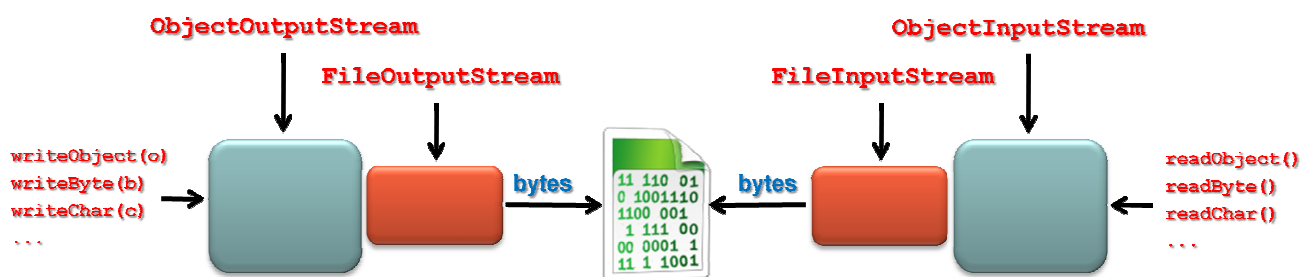 ObjectOutputStream
ObjectInputStream
FileOutputStream
FileInputStream
writeObject(o)
writeByte(b)
writeChar(c)
...
bytes
11 110 01
0 1001110
1100 001
1 111 00
00 0001 1
11 1 1001
bytes
readObject()
readByte()
readChar()
...